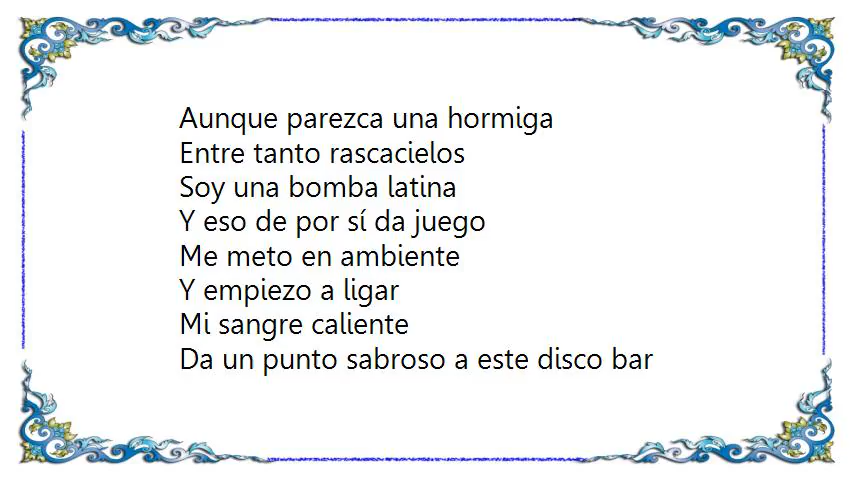 Aunque parezca una hormiga
Entre tanto rascacielos
Soy una bomba latina
Y eso de por sí da juego
Me meto en ambiente
Y empiezo a ligar
Mi sangre caliente
Da un punto sabroso a este disco bar